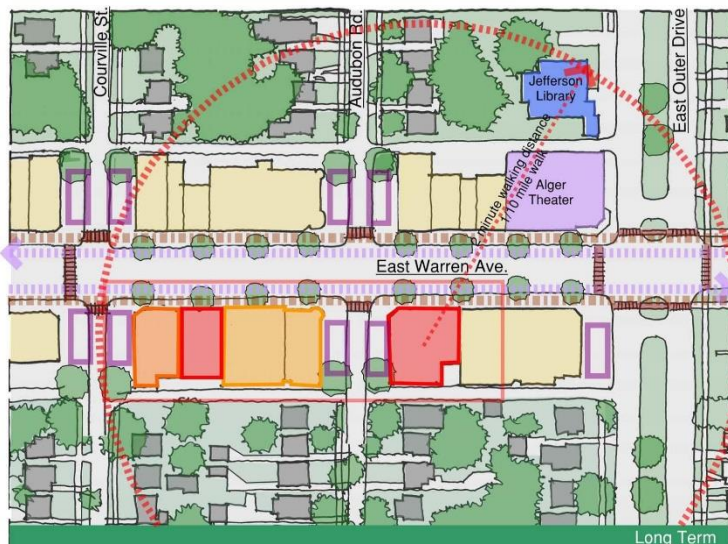 Courville St.
Audubon Rd.
East Outer Drive
Jefferson
Library
2 minute walking distance
1/10 mile walk
Alger
Theater
East Warren Ave.
Long Term